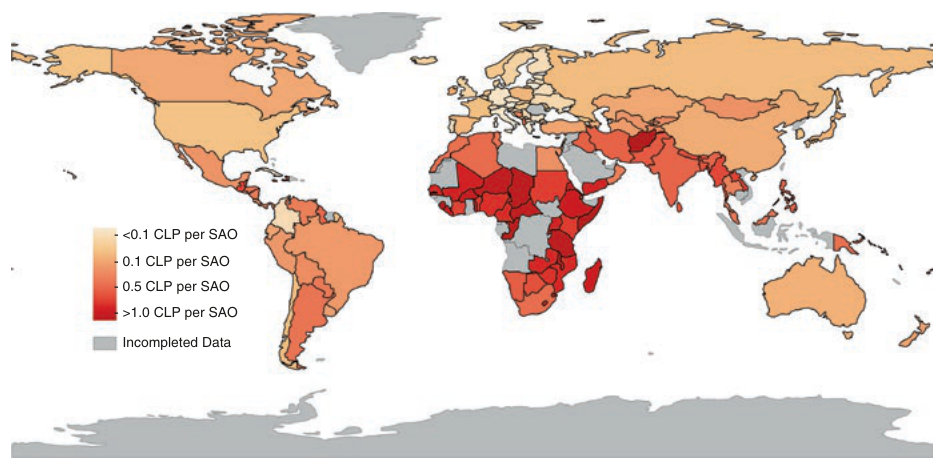 <0.1 CLP per SAO
0.1 CLP per SAO
0.5 CLP per SAO
>1.0 CLP per SAO
Incompleted Data